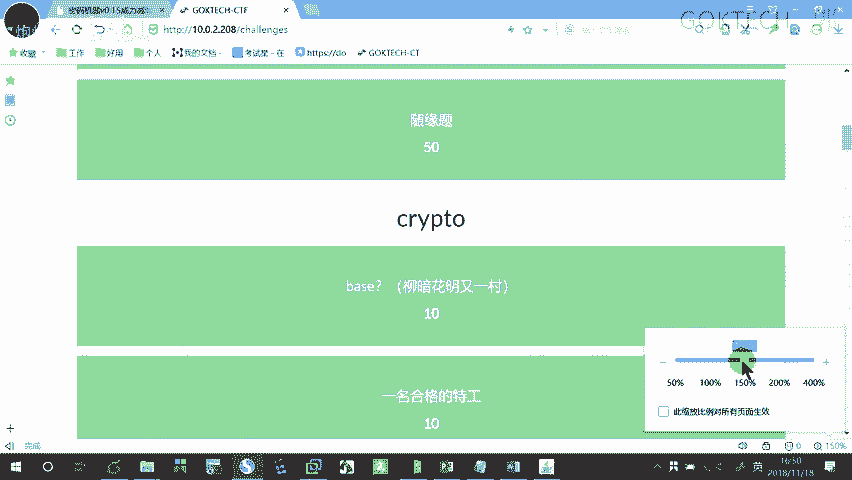 GOKTECH-CTF
http://10.0.2.208/challenges
收藏 工作 好用 个人 我的文档 考试星 - 在 https://do GOKTECH-CT
随缘题
50
crypto
base？（柳暗花明又一村）
10
一名合格的特工
10
50% 100% 150% 200% 400%
此缩放比例对所有页面生效
完成
0
150%
英
16:50
2018/11/18